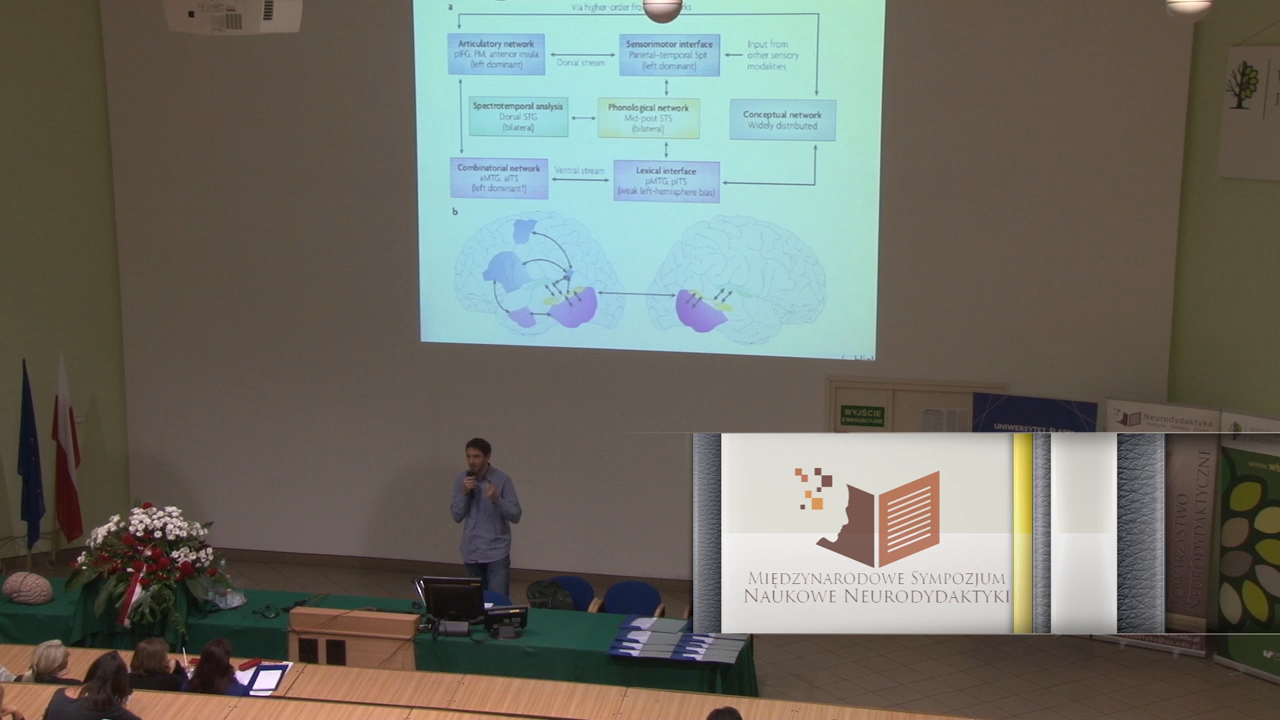 a
Via higher-order
Articulatory network
pIFG, PM, anterior insula
(left dominant)
Dorsal stream
Sensorimotor interface
Parietal–temporal Spt
(left dominant)
Input from
other sensory
modalities
Spectrotemporal analysis
Dorsal STG
(bilateral)
Phonological network
Mid-post STS
(bilateral)
Conceptual network
Widely distributed
Combinatorial network
aMTG, aITS
(left dominant?)
Ventral stream
Lexical interface
pMTG, pITS
(weak left-hemisphere bias)
b
WYJŚCIE
EWAKUACYJNE
UNIWERSYTET
Neurodydaktyka
NEURODYDAKTYCZNE
MIĘDZYNARODOWE SYMPOZJUM
NAUKOWE NEURODYDAKTYKI